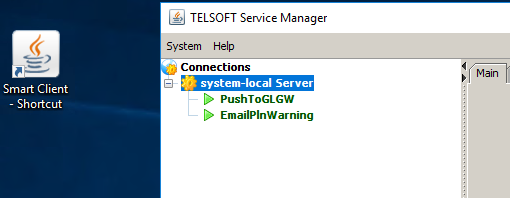 Smart Client
- Shortcut
TELSOFT Service Manager
System Help
Connections
system-local Server
PushToGLGW
EmailPlnWarning
Main